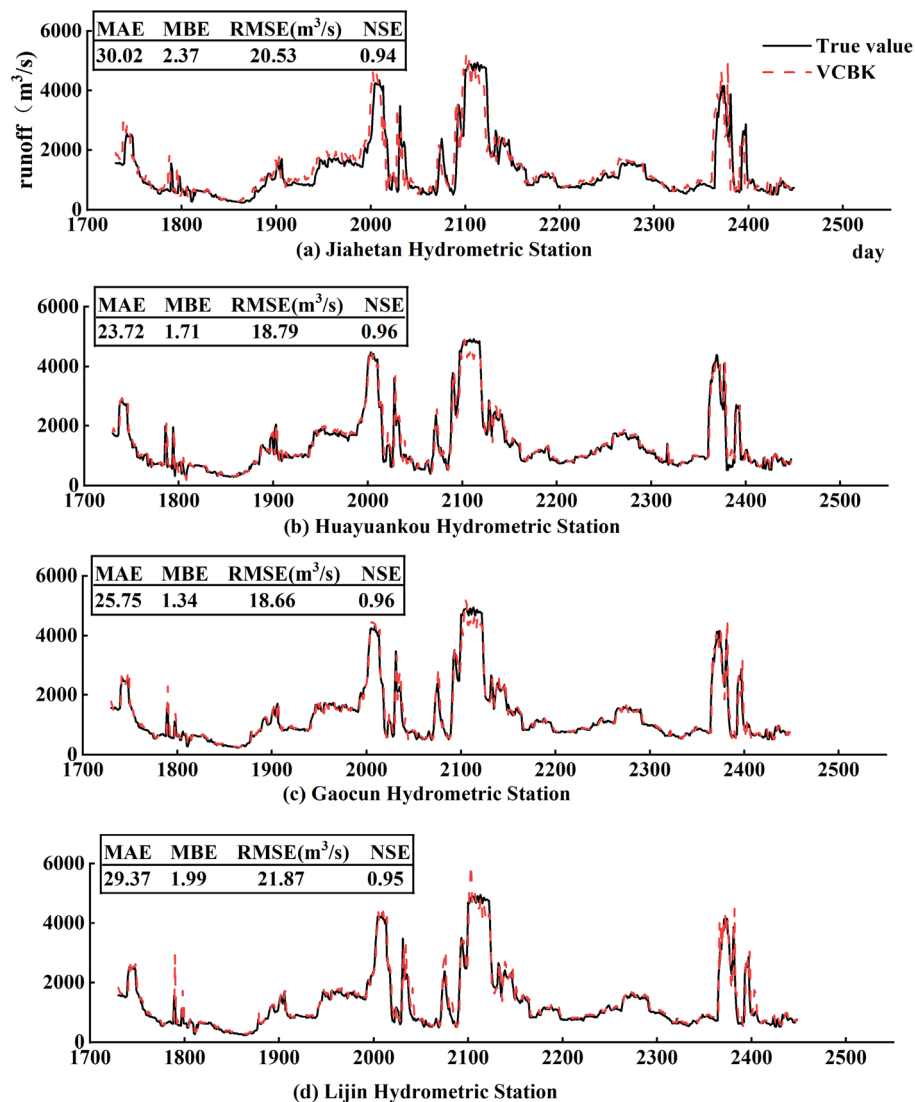 MAE MBE RMSE(m³/s) NSE
30.02 2.37 20.53 0.94
True value
VCBK
runoff（m³/s）
6000
4000
2000
0
1700 1800 1900 2000 2100 2200 2300 2400 2500
(a) Jiahetan Hydrometric Station
day
MAE MBE RMSE(m³/s) NSE
23.72 1.71 18.79 0.96
6000
4000
2000
0
1700 1800 1900 2000 2100 2200 2300 2400 2500
(b) Huayuankou Hydrometric Station
MAE MBE RMSE(m³/s) NSE
25.75 1.34 18.66 0.96
6000
4000
2000
0
1700 1800 1900 2000 2100 2200 2300 2400 2500
(c) Gaocun Hydrometric Station
MAE MBE RMSE(m³/s) NSE
29.37 1.99 21.87 0.95
6000
4000
2000
0
1700 1800 1900 2000 2100 2200 2300 2400 2500
(d) Lijin Hydrometric Station